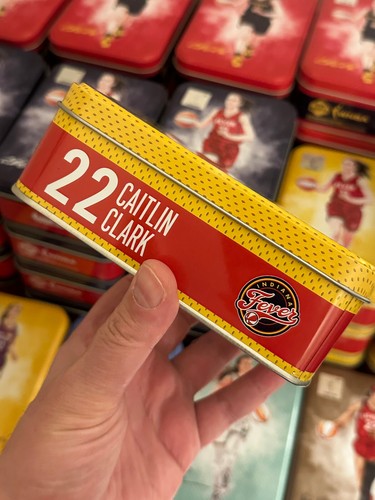 22 CAITLIN
CLARK
INDIANA
Fever